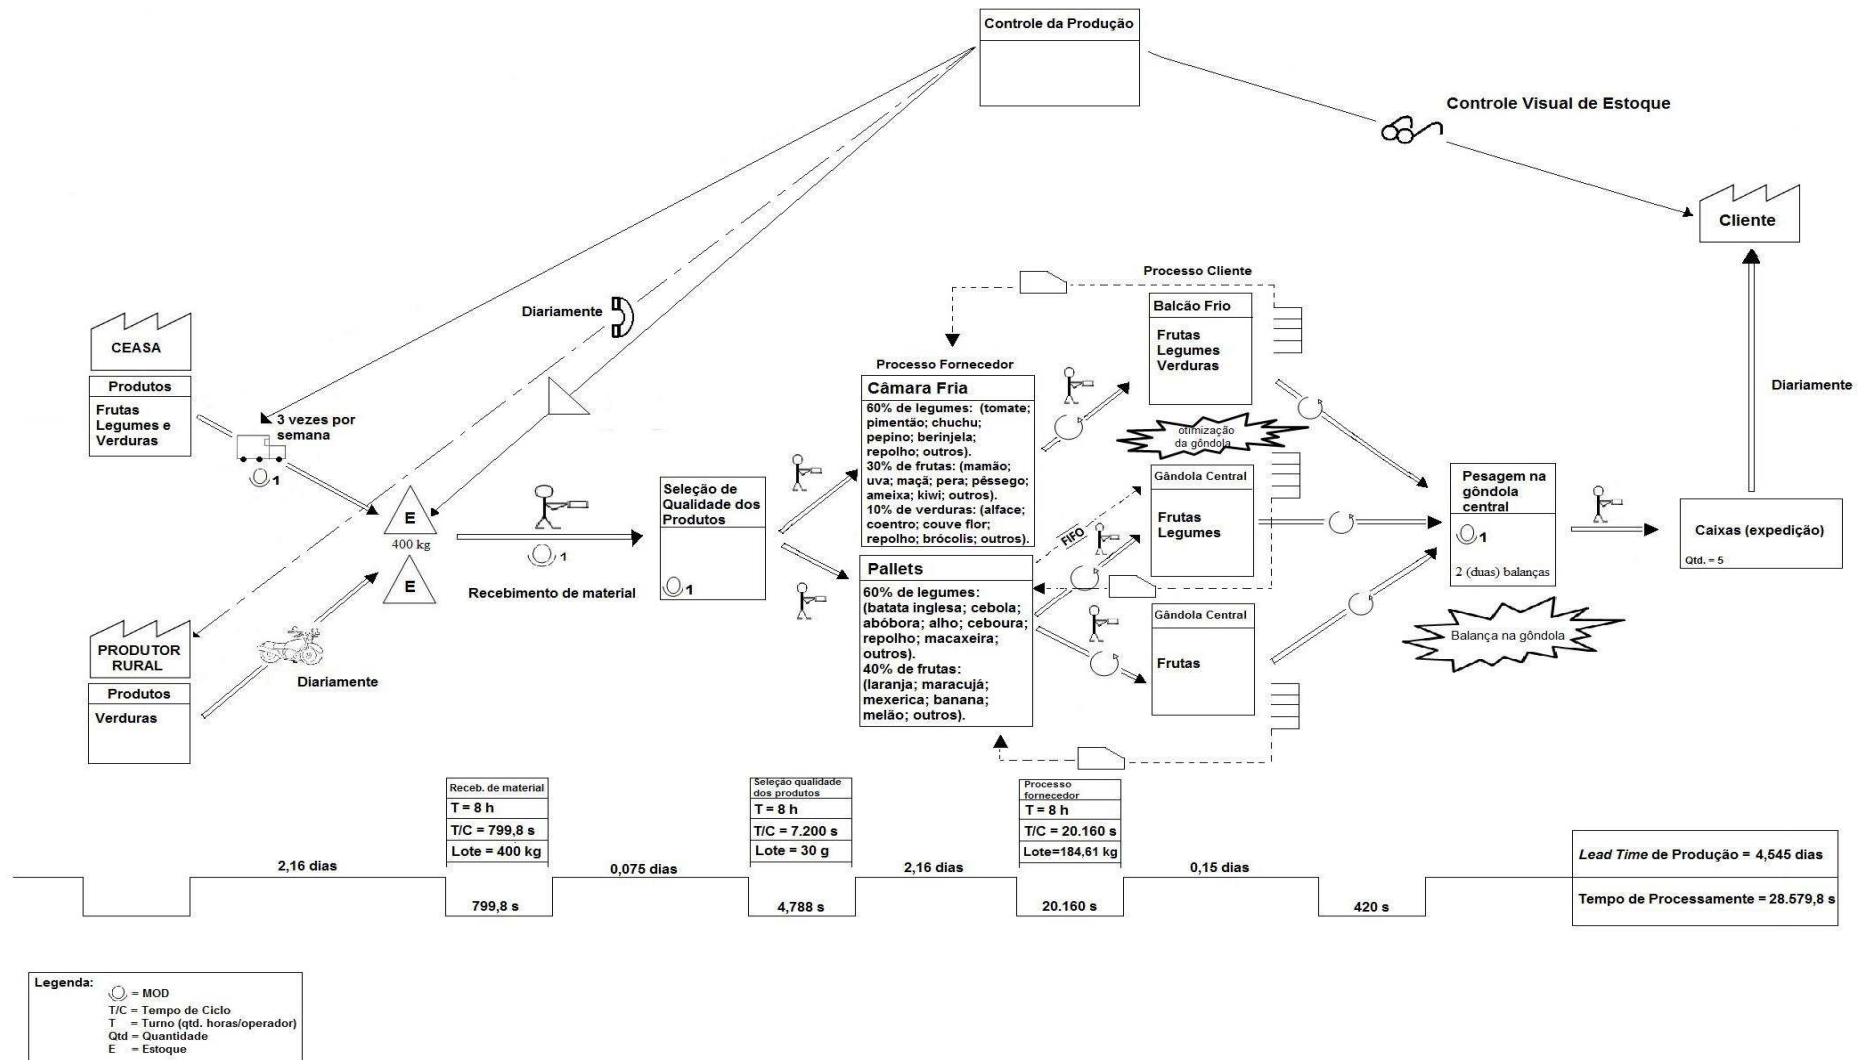 Controle da Produção
Controle Visual de Estoque
Cliente
Diariamente
Diariamente
CEASA
Produtos
Frutas
Legumes e
Verduras
3 vezes por
semana
1
E
400 kg
E
1
Recebimento de material
PRODUTOR
RURAL
Produtos
Verduras
Diariamente
Seleção de
Qualidade dos
Produtos
1
Processo Fornecedor
Câmara Fria
60% de legumes: (tomate;
pimentão; chuchu;
pepino; berinjela;
repolho; outros).
30% de frutas: (mamão;
uva; maçã; pera; pêssego;
ameixa; kiwi; outros).
10% de verduras: (alface;
coentro; couve flor;
repolho; brócolis; outros).
Pallets
60% de legumes:
(batata inglesa; cebola;
abóbora; alho; ceboura;
repolho; macaxeira;
outros).
40% de frutas:
(laranja; maracujá;
mexerica; banana;
melão; outros).
FIFO
Processo Cliente
Balcão Frio
Frutas
Legumes
Verduras
otimização
da gôndola
Gândola Central
Frutas
Legumes
Gândola Central
Frutas
Pesagem na
gôndola
central
1
2 (duas) balanças
Balança na gôndola
Caixas (expedição)
Qtd. = 5
Receb. de material
T = 8 h
T/C = 799,8 s
Lote = 400 kg
Seleção qualidade
dos produtos
T = 8 h
T/C = 7.200 s
Lote = 30 g
Processo
fornecedor
T = 8 h
T/C = 20.160 s
Lote=184,61 kg
2,16 dias
0,075 dias
2,16 dias
0,15 dias
799,8 s
4,788 s
20.160 s
420 s
Lead Time de Produção = 4,545 dias
Tempo de Processamente = 28.579,8 s
Legenda:
= MOD
T/C = Tempo de Ciclo
T = Turno (qtd. horas/operador)
Qtd = Quantidade
E = Estoque